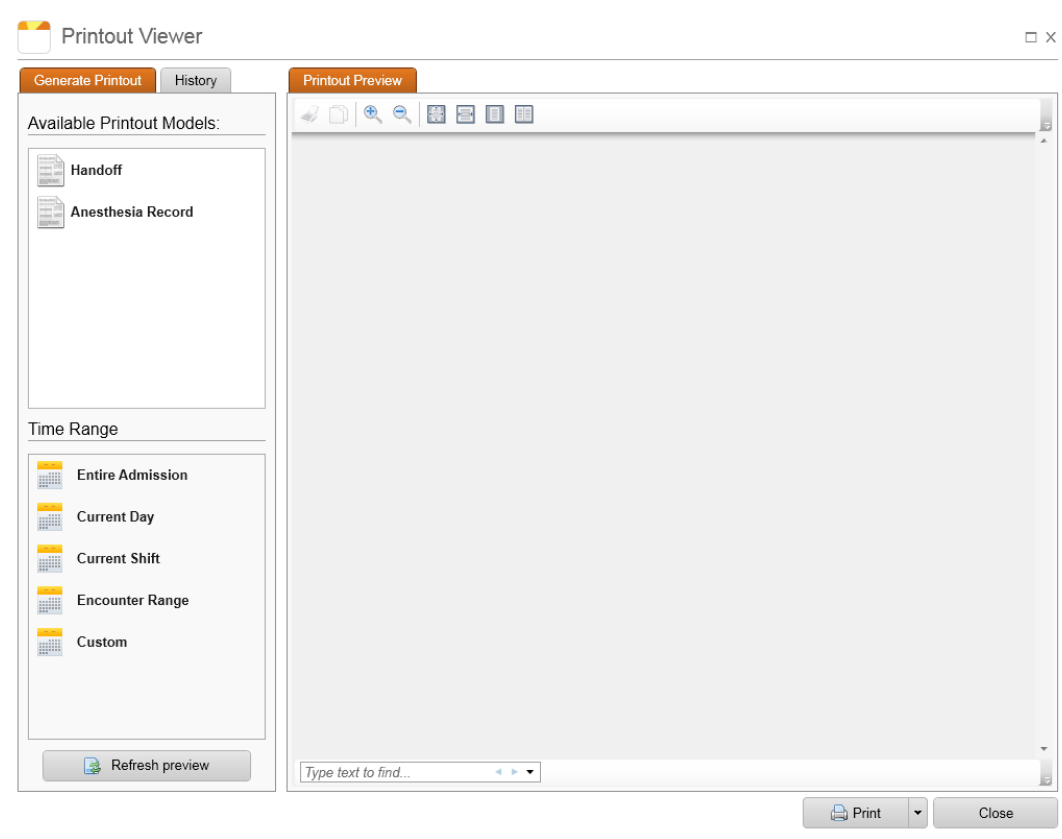 Printout Viewer
Generate Printout
History
Printout Preview
Available Printout Models:
Handoff
Anesthesia Record
Time Range
Entire Admission
Current Day
Current Shift
Encounter Range
Custom
Refresh preview
Type text to find...
Print
Close